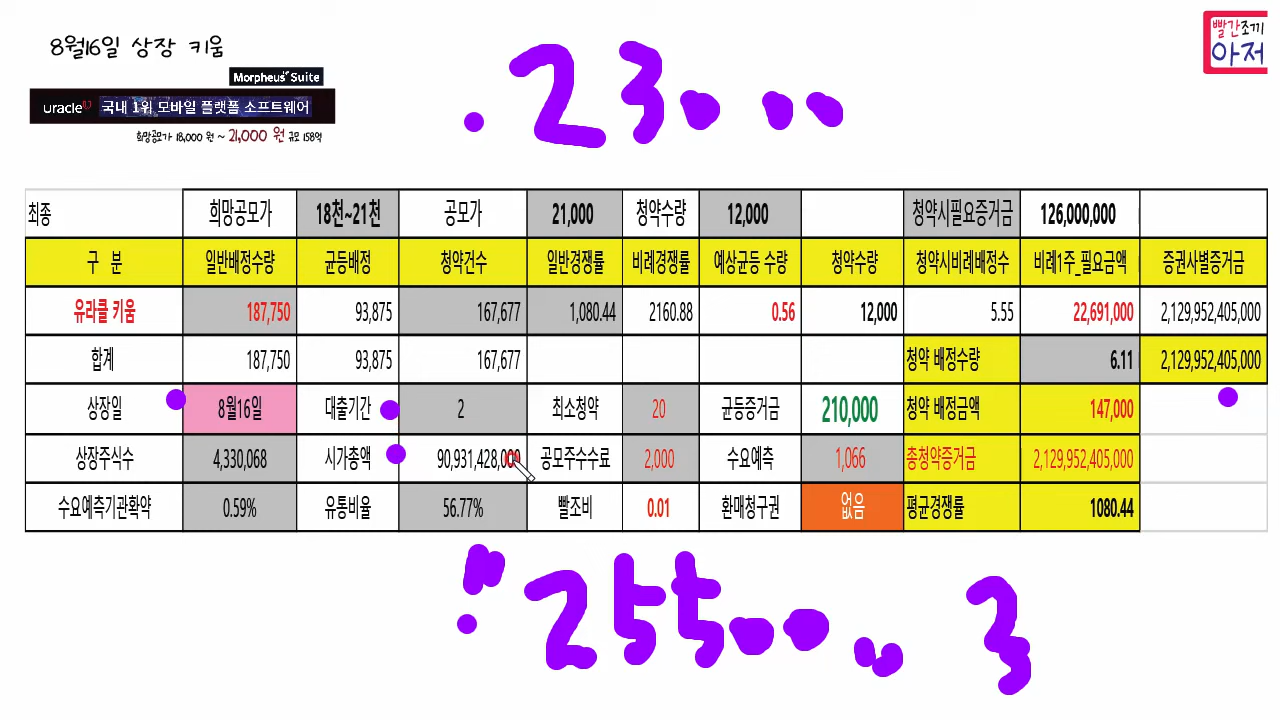 8월16일 상장 키움
빨간조끼
아저
Morpheus Suite
uracle 국내 1위 모바일 플랫폼 소프트웨어
희망공모가 18,000 원 ~ 21,000 원 규모 158억
23000
최종 희망공모가 18천~21천 공모가 21,000 청약수량 12,000 청약시필요증거금 126,000,000
구 분 일반배정수량 균등배정 청약건수 일반경쟁률 비례경쟁률 예상균등 수량 청약수량 청약시비례배정수 비례1주_필요금액 증권사별증거금
유라클 키움 187,750 93,875 167,677 1,080.44 2160.88 0.56 12,000 5.55 22,691,000 2,129,952,405,000
합계 187,750 93,875 167,677 청약 배정수량 6.11 2,129,952,405,000
상장일 8월16일 대출기간 2 최소청약 20 균등증거금 210,000 청약 배정금액 147,000
상장주식수 4,330,068 시가총액 90,931,428,000 공모주수수료 2,000 수요예측 1,066 총청약증거금 2,129,952,405,000
수요예측기관확약 0.59% 유통비율 56.77% 빨조비 0.01 환매청구권 없음 평균경쟁률 1080.44
25500 3